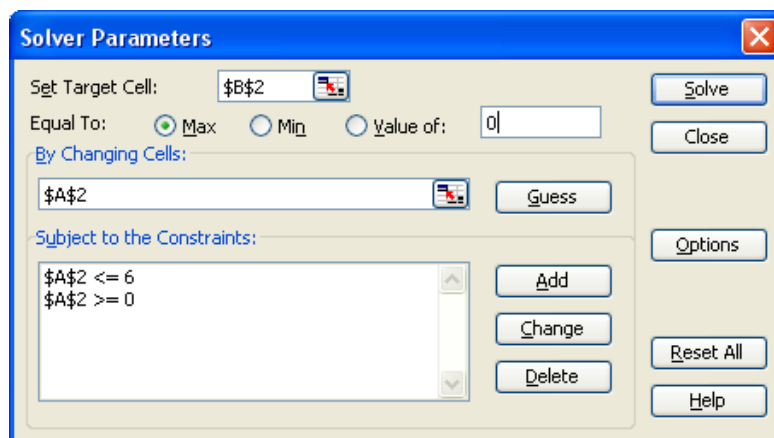 Solver Parameters
Set Target Cell: $B$2 Solve
Equal To: Max Min Value of: 0 Close
By Changing Cells:
$A$2 Guess
Subject to the Constraints: Options
$A$2 <= 6 Add
$A$2 >= 0
Change
Reset All
Delete
Help